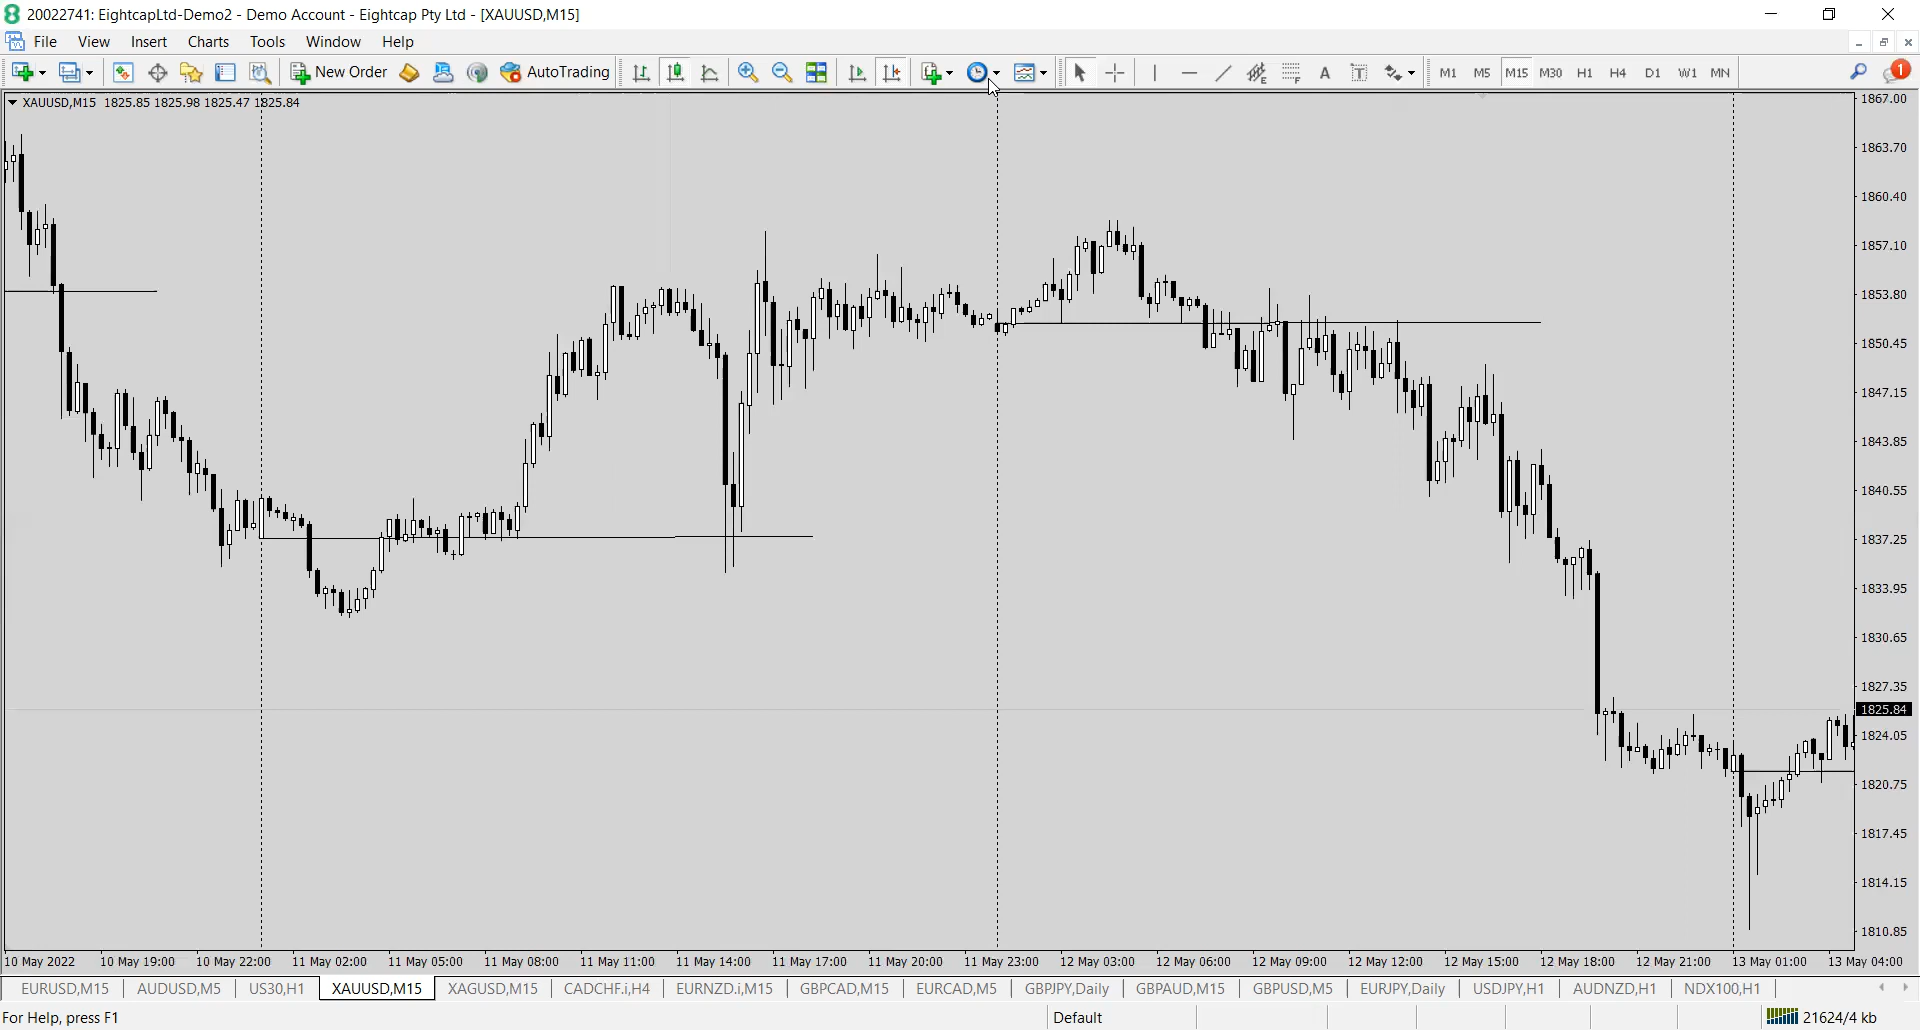 20022741: EightcapLtd-Demo2 - Demo Account - Eightcap Pty Ltd - [XAUUSD,M15]
File View Insert Charts Tools Window Help
New Order AutoTrading A T M1 M5 M15 M30 H1 H4 D1 W1 MN 1
XAUUSD,M15 1825.85 1825.98 1825.47 1825.84
1867.00
1863.70
1860.40
1857.10
1853.80
1850.45
1847.15
1843.85
1840.55
1837.25
1833.95
1830.65
1827.35
1825.84
1824.05
1820.75
1817.45
1814.15
1810.85
10 May 2022 10 May 19:00 10 May 22:00 11 May 02:00 11 May 05:00 11 May 08:00 11 May 11:00 11 May 14:00 11 May 17:00 11 May 20:00 11 May 23:00 12 May 03:00 12 May 06:00 12 May 09:00 12 May 12:00 12 May 15:00 12 May 18:00 12 May 21:00 13 May 01:00 13 May 04:00
EURUSD,M15 AUDUSD,M5 US30,H1 XAUUSD,M15 XAGUSD,M15 CADCHF.i,H4 EURNZD.i,M15 GBPCAD,M15 EURCAD,M5 GBPJPY,Daily GBPAUD,M15 GBPUSD,M5 EURJPY,Daily USDJPY,H1 AUDNZD,H1 NDX100,H1
For Help, press F1 Default 21624/4 kb